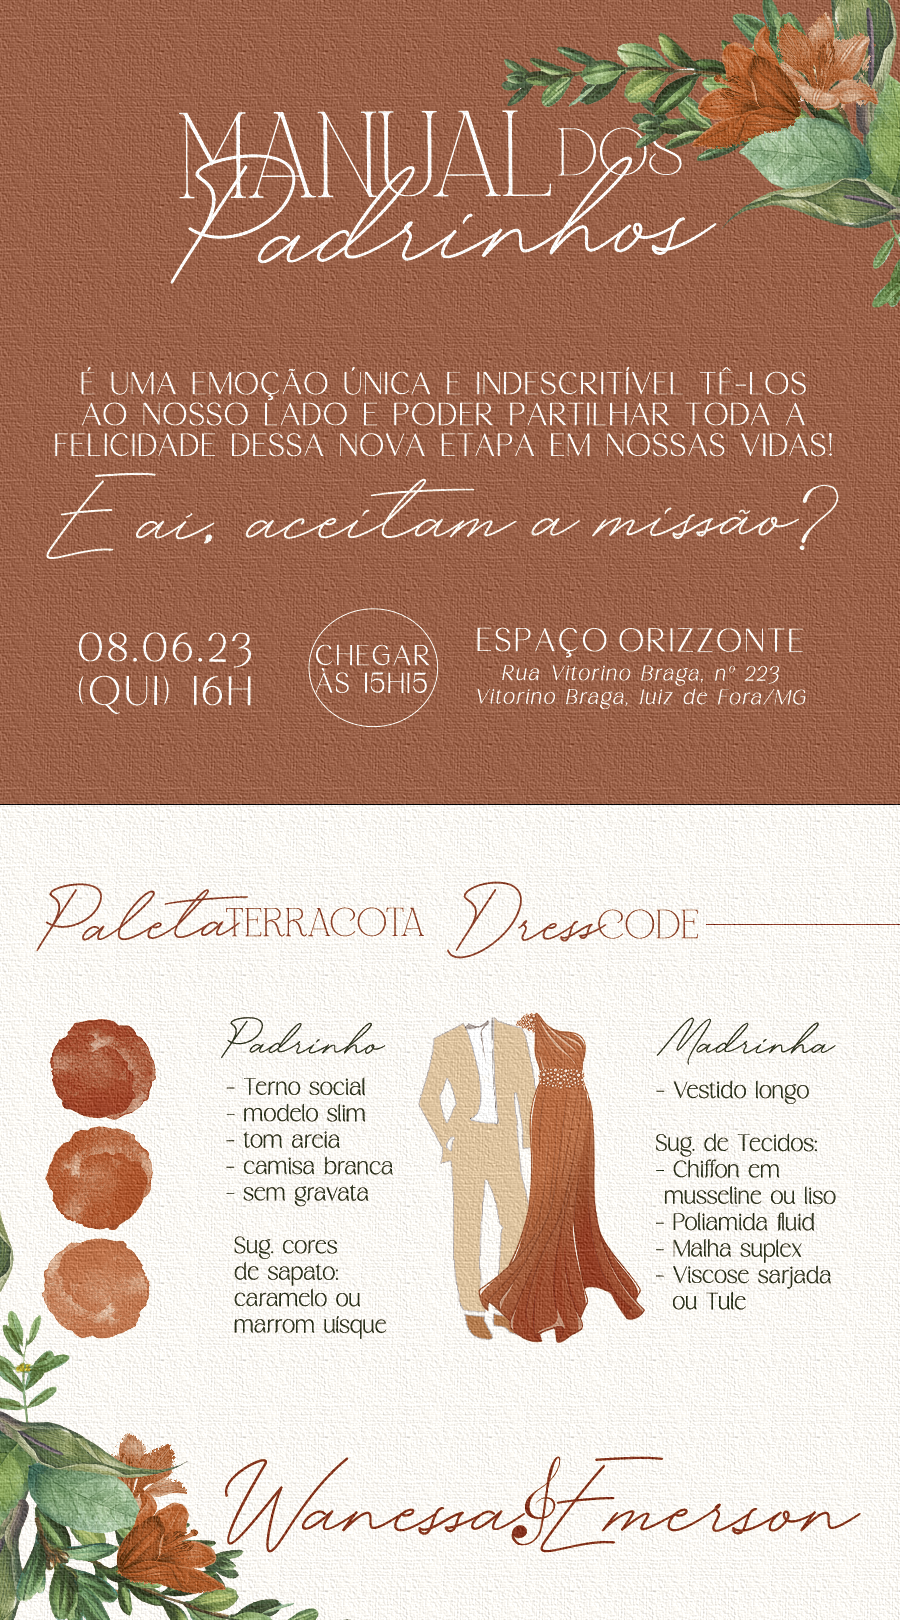 MANUAL DOS
Padrinhos
É UMA EMOÇÃO ÚNICA E INDESCRITÍVEL TÊ-LOS
AO NOSSO LADO E PODER PARTILHAR TODA A
FELICIDADE DESSA NOVA ETAPA EM NOSSAS VIDAS!
E aí, aceitam a missão?
08.06.23
(QUI) 16H
CHEGAR
ÀS 15H15
ESPAÇO ORIZZONTE
Rua Vitorino Braga, nº 223
Vitorino Braga, Juiz de Fora/MG
Paleta TERRACOTA
Dress CODE
Padrinho
- Terno social
- modelo slim
- tom areia
- camisa branca
- sem gravata
Sug. cores
de sapato:
caramelo ou
marrom uísque
Madrinha
- Vestido longo
Sug. de Tecidos:
- Chiffon em
musseline ou liso
- Poliamida fluid
- Malha suplex
- Viscose sarjada
ou Tule
Wanessa & Emerson